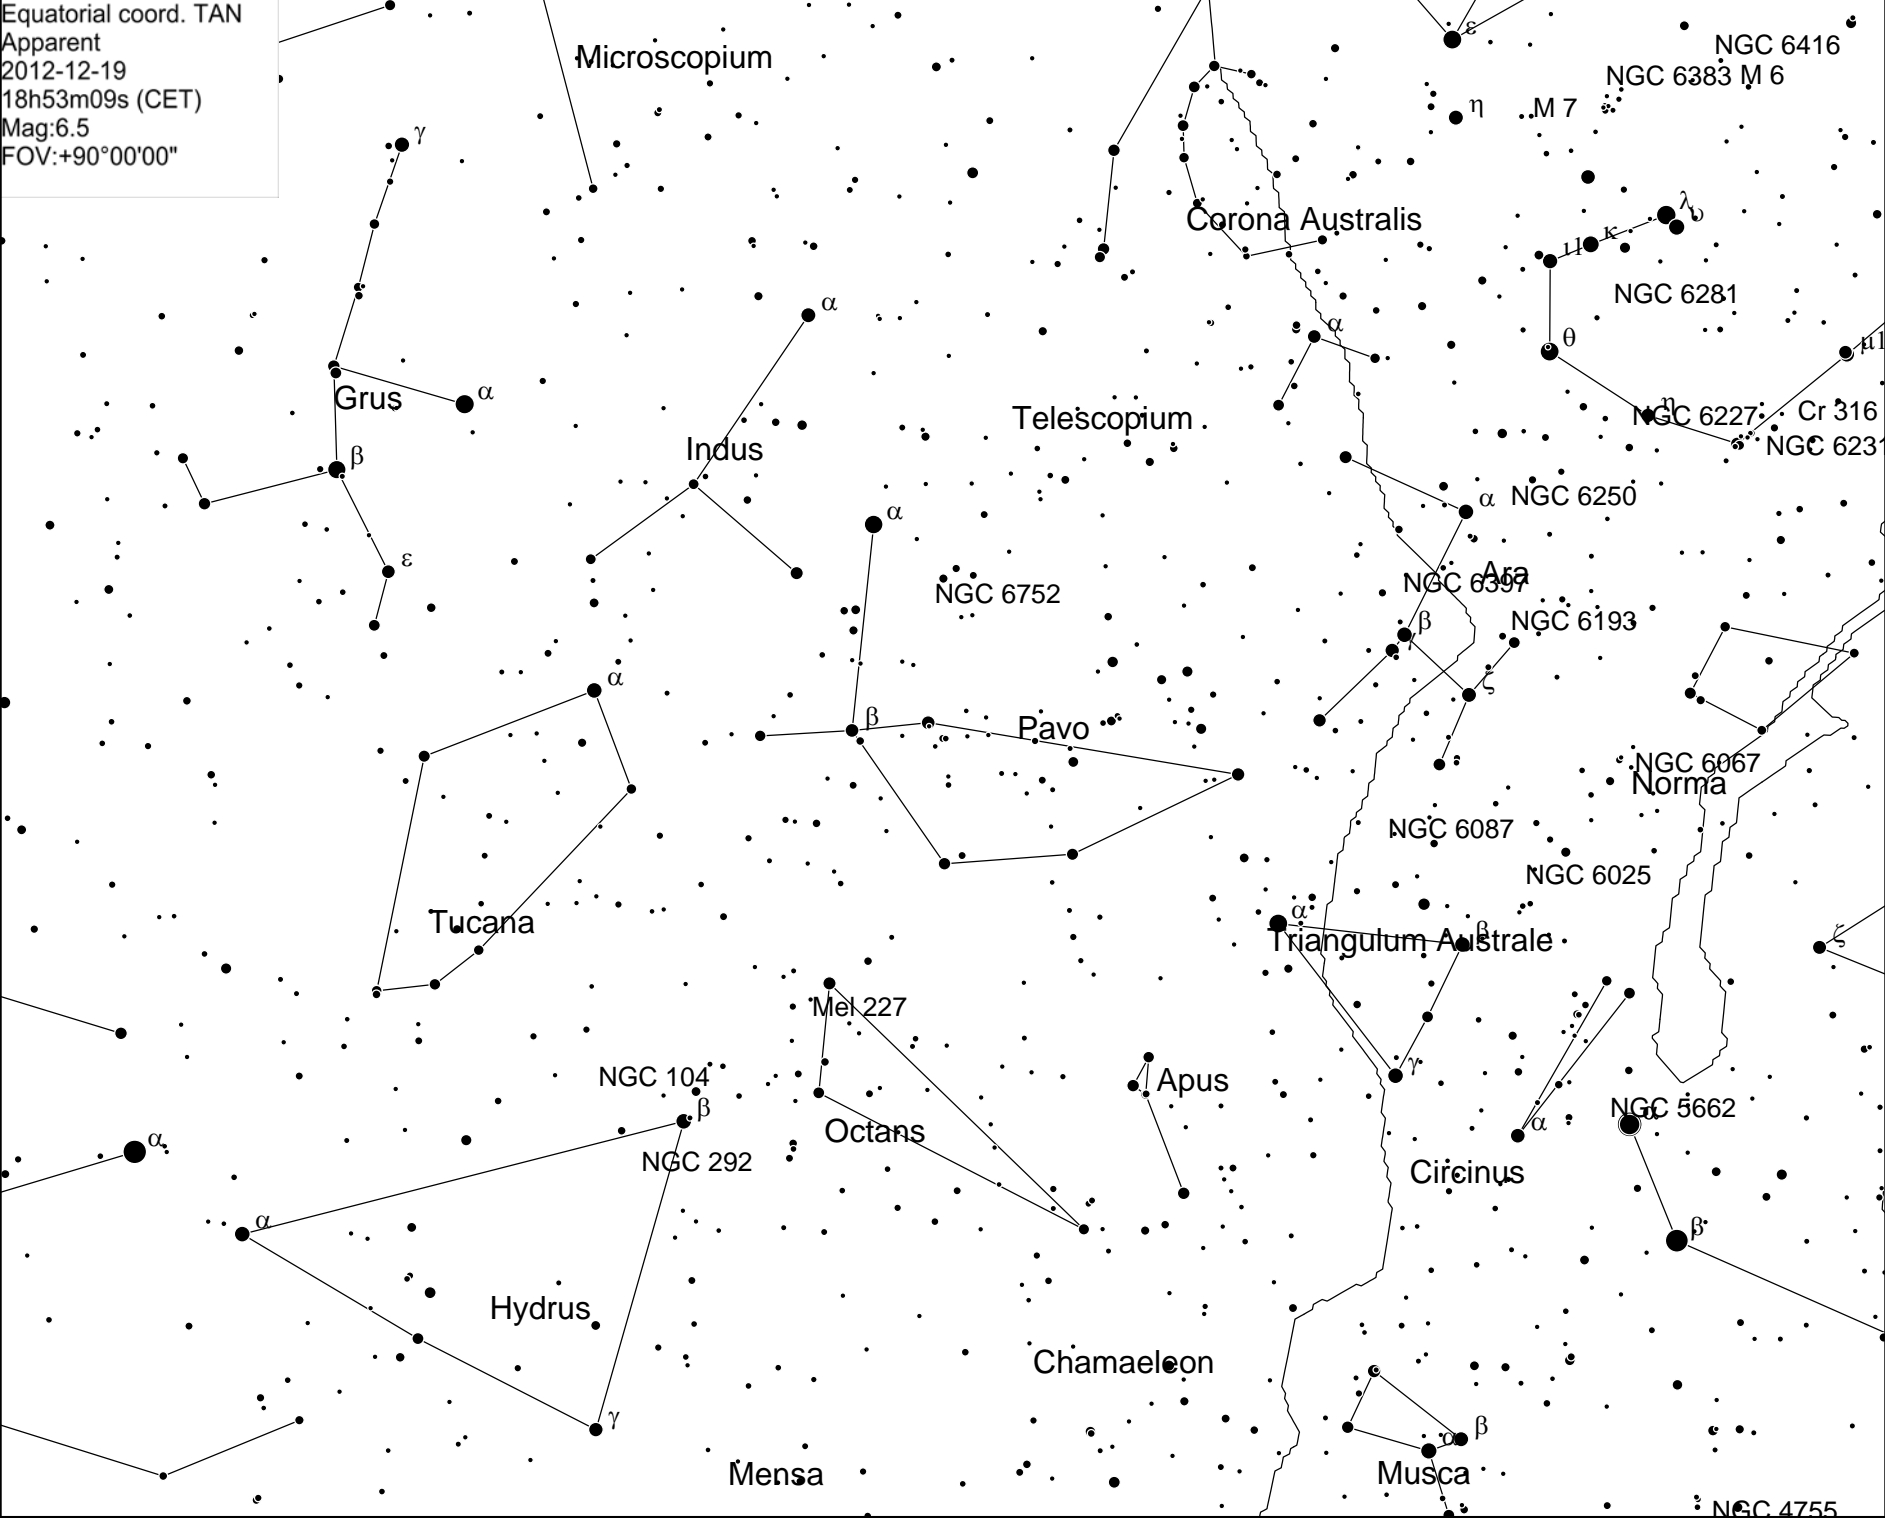 Equatorial coord. TAN
Apparent
2012-12-19
18h53m09s (CET)
Mag:6.5
FOV:+90°00'00"
ε
NGC 6416
Microscopium
NGC 6383 M 6
η
M 7
γ
λ
υ
Corona Australis
κ
ι1
NGC 6281
α
α
θ
μ1
α
Grus
η
NGC 6227
Cr 316
Telescopium
NGC 6231
Indus
β
α
NGC 6250
α
ε
Ara
NGC 6397
NGC 6752
β
NGC 6193
γ
α
ζ
β
Pavo
NGC 6067
Norma
NGC 6087
NGC 6025
Tucana
α
β
Triangulum Australe
ζ
Mel 227
γ
NGC 104
Apus
β
NGC 5662
α
Octans
α
α
NGC 292
Circinus
α
β
Hydrus
Chamaeleon
γ
β
α
Mensa
Musca
NGC 4755